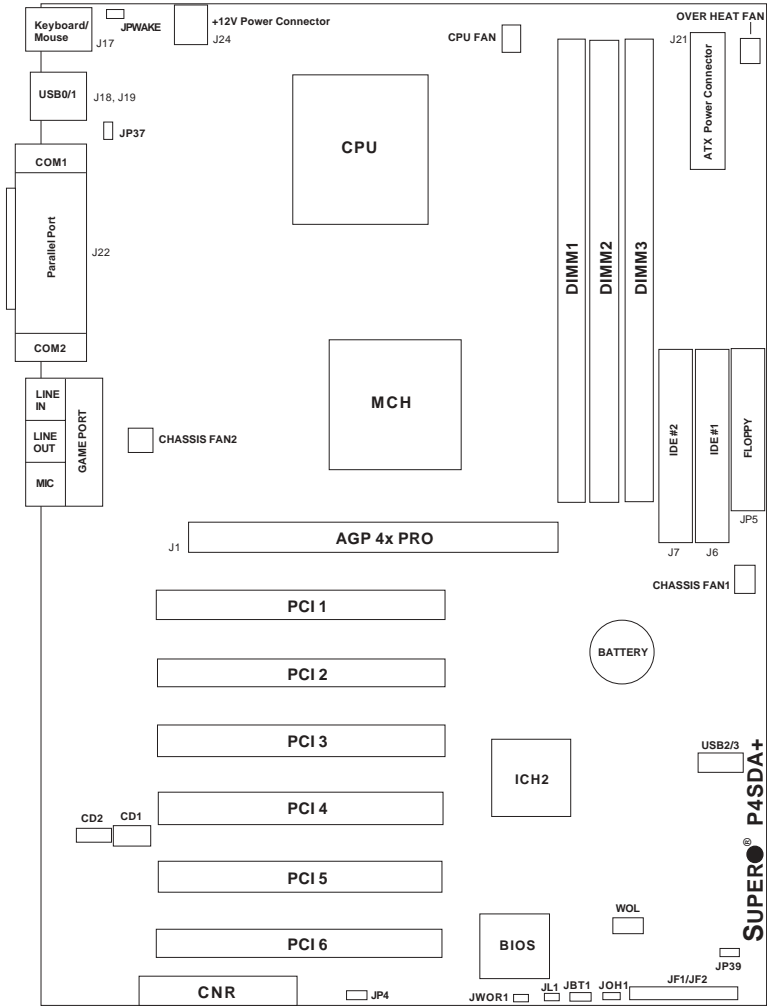 Keyboard/
Mouse
J17
JPWAKE
+12V Power Connector
J24
CPU FAN
J21
OVER HEAT FAN
ATX Power Connector
USB0/1
J18, J19
JP37
COM1
Parallel Port
J22
COM2
CPU
DIMM1
DIMM2
DIMM3
LINE
IN
LINE
OUT
MIC
GAME PORT
CHASSIS FAN2
MCH
IDE #2
IDE #1
FLOPPY
JP5
J7
J6
J1
AGP 4x PRO
CHASSIS FAN1
PCI 1
BATTERY
PCI 2
PCI 3
ICH2
USB2/3
PCI 4
CD2
CD1
PCI 5
PCI 6
BIOS
WOL
SUPER® P4SDA+
JP39
CNR
JP4
JWOR1
JL1
JBT1
JOH1
JF1/JF2